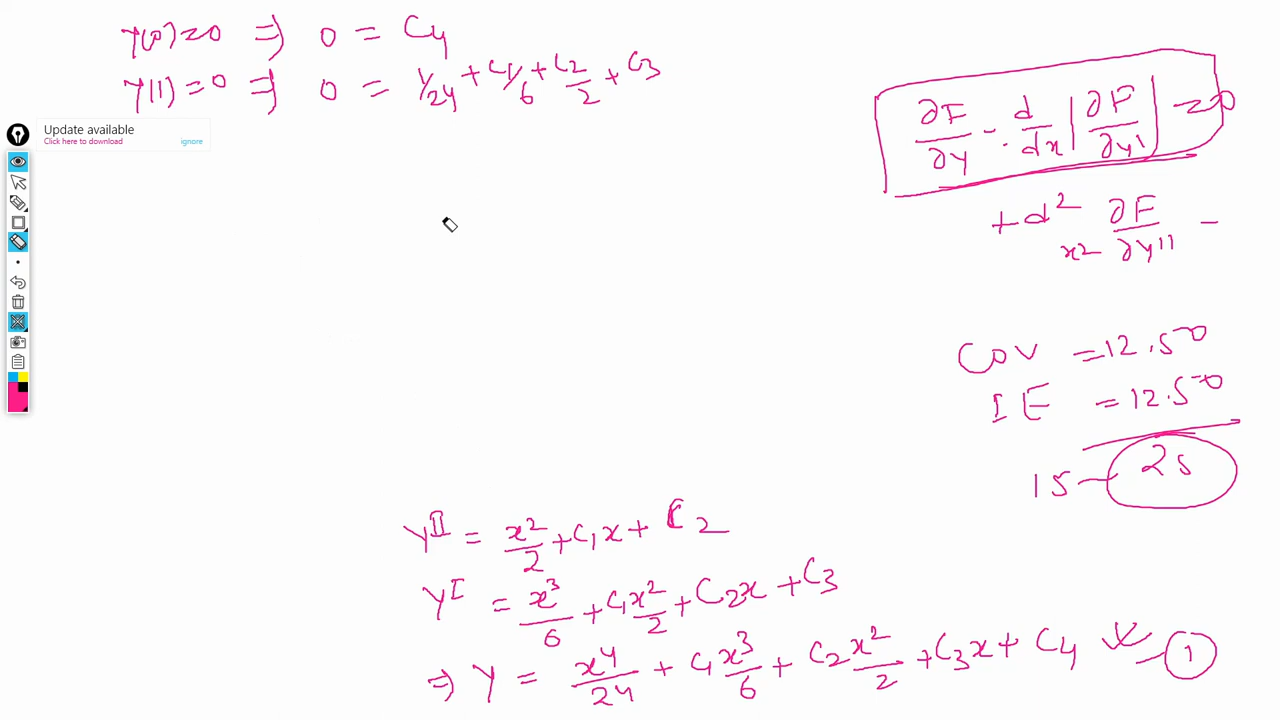 y(0)=0 ⇒ 0 = C4
y(1)=0 ⇒ 0 = 1/24 + C1/6 + C2/2 + C3
Update available
Click here to download ignore
∂F/∂y - d/dx |∂F/∂y'| = 0
+ d²/x² ∂F/∂y'' -
COV = 12.50
IE = 12.50
15 - 25
y^II = x²/2 + C1x + C2
y^I = x³/6 + C1x²/2 + C2x + C3
⇒ y = x⁴/24 + C1x³/6 + C2x²/2 + C3x + C4 - 1